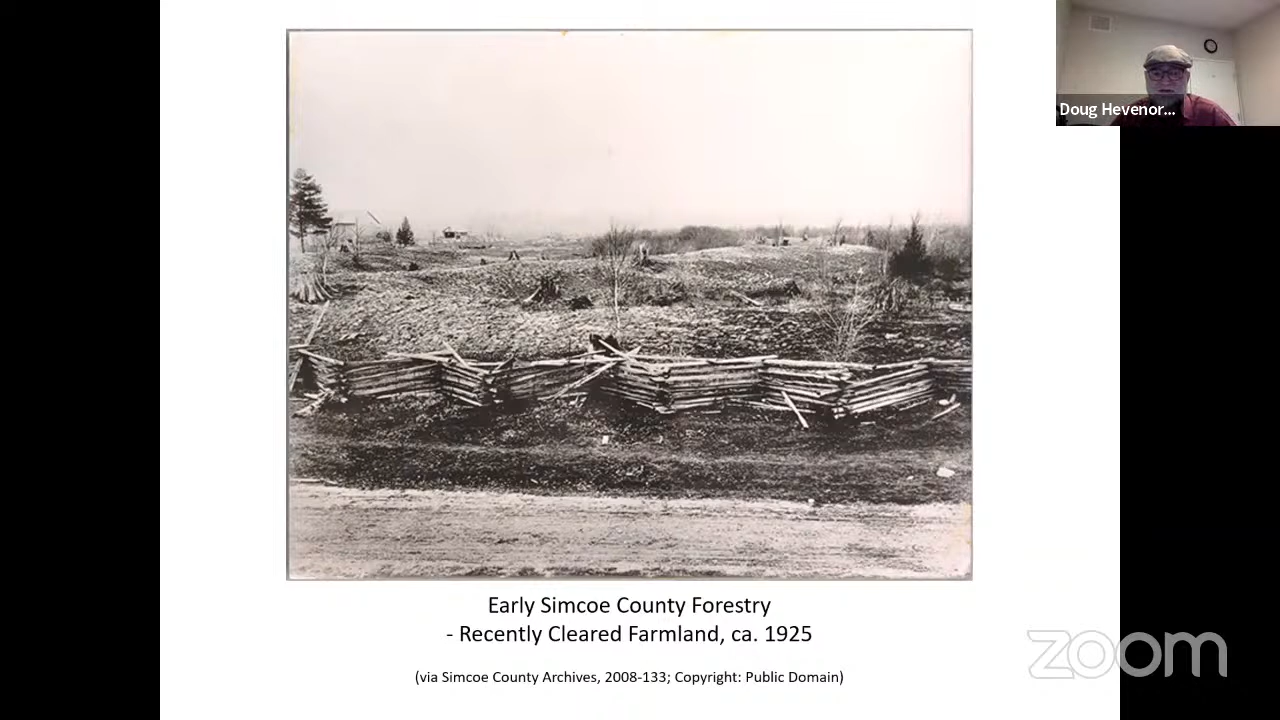 Doug Hevenor...
Early Simcoe County Forestry
- Recently Cleared Farmland, ca. 1925
(via Simcoe County Archives, 2008-133; Copyright: Public Domain)
zoom